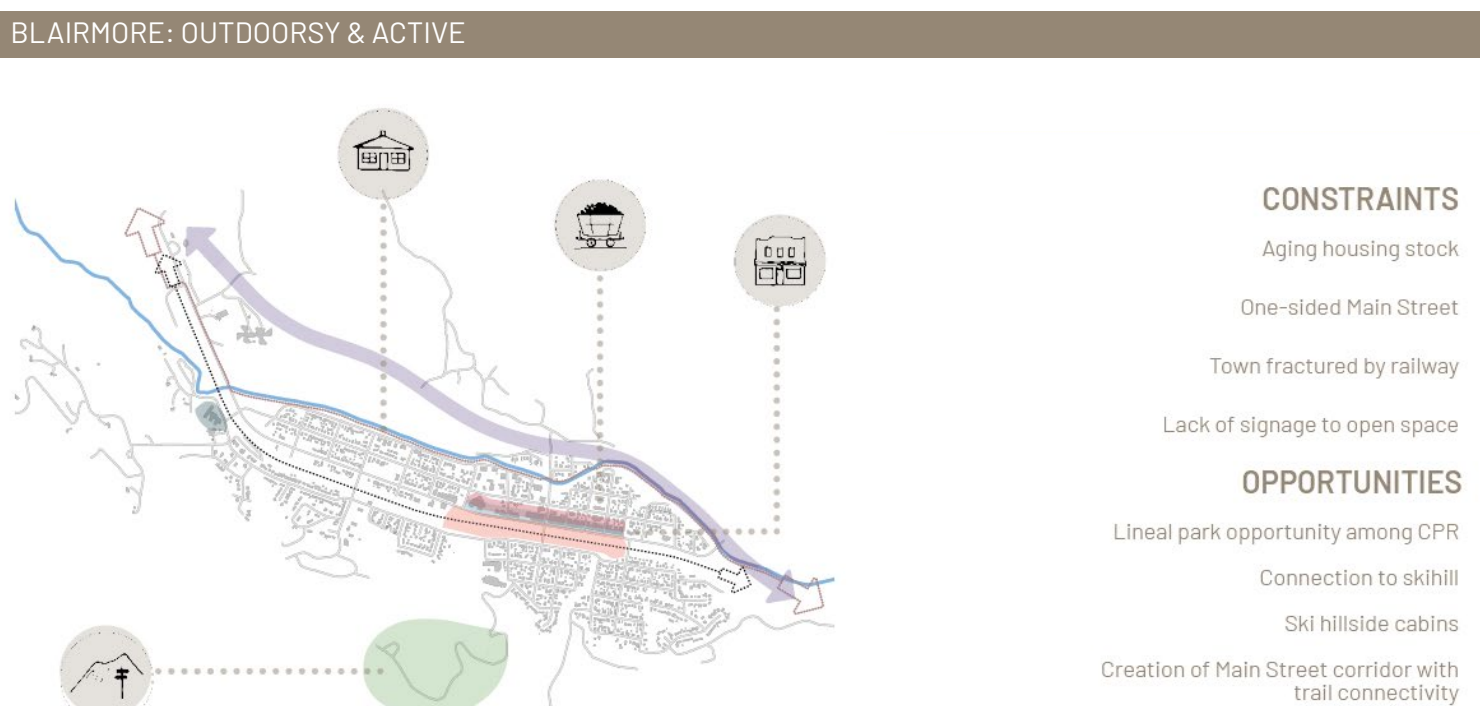 BLAIRMORE: OUTDOORSY & ACTIVE
CONSTRAINTS
Aging housing stock
One-sided Main Street
Town fractured by railway
Lack of signage to open space
OPPORTUNITIES
Lineal park opportunity among CPR
Connection to skihill
Ski hillside cabins
Creation of Main Street corridor with
trail connectivity